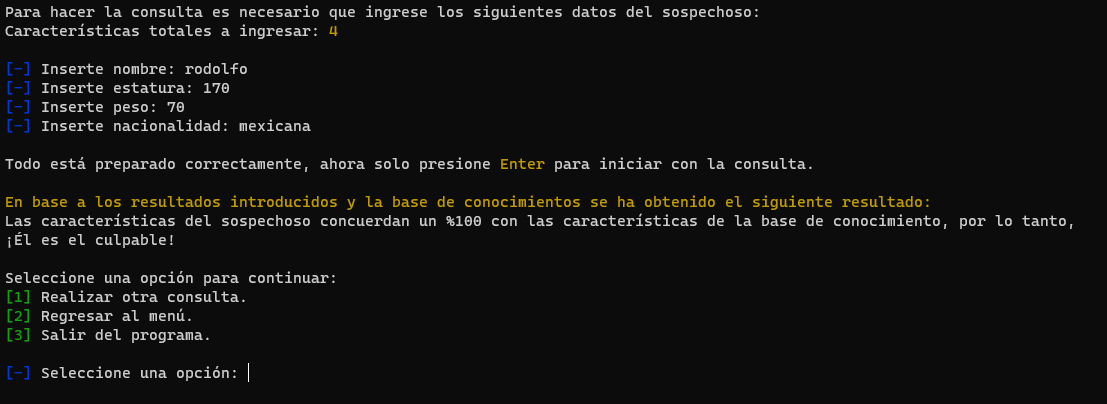 Para hacer la consulta es necesario que ingrese los siguientes datos del sospechoso:
Características totales a ingresar: 4
[-] Inserte nombre: rodolfo
[-] Inserte estatura: 170
[-] Inserte peso: 70
[-] Inserte nacionalidad: mexicana
Todo está preparado correctamente, ahora solo presione Enter para iniciar con la consulta.
En base a los resultados introducidos y la base de conocimientos se ha obtenido el siguiente resultado:
Las características del sospechoso concuerdan un %100 con las características de la base de conocimiento, por lo tanto,
¡Él es el culpable!
Seleccione una opción para continuar:
[1] Realizar otra consulta.
[2] Regresar al menú.
[3] Salir del programa.
[-] Seleccione una opción: